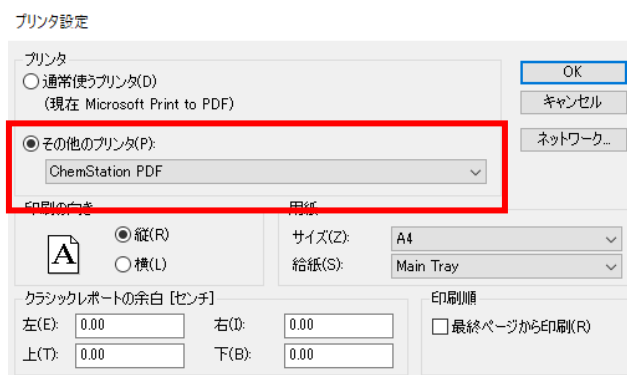 プリンタ設定
プリンタ
通常使うプリンタ(D)
(現在 Microsoft Print to PDF)
OK
キャンセル
ネットワーク...
その他のプリンタ(P):
ChemStation PDF
印刷の向き
縦(R)
横(L)
A
用紙
サイズ(Z): A4
給紙(S): Main Tray
クラシックレポートの余白 [センチ]
左(E): 0.00 右(I): 0.00
上(T): 0.00 下(B): 0.00
印刷順
最終ページから印刷(R)